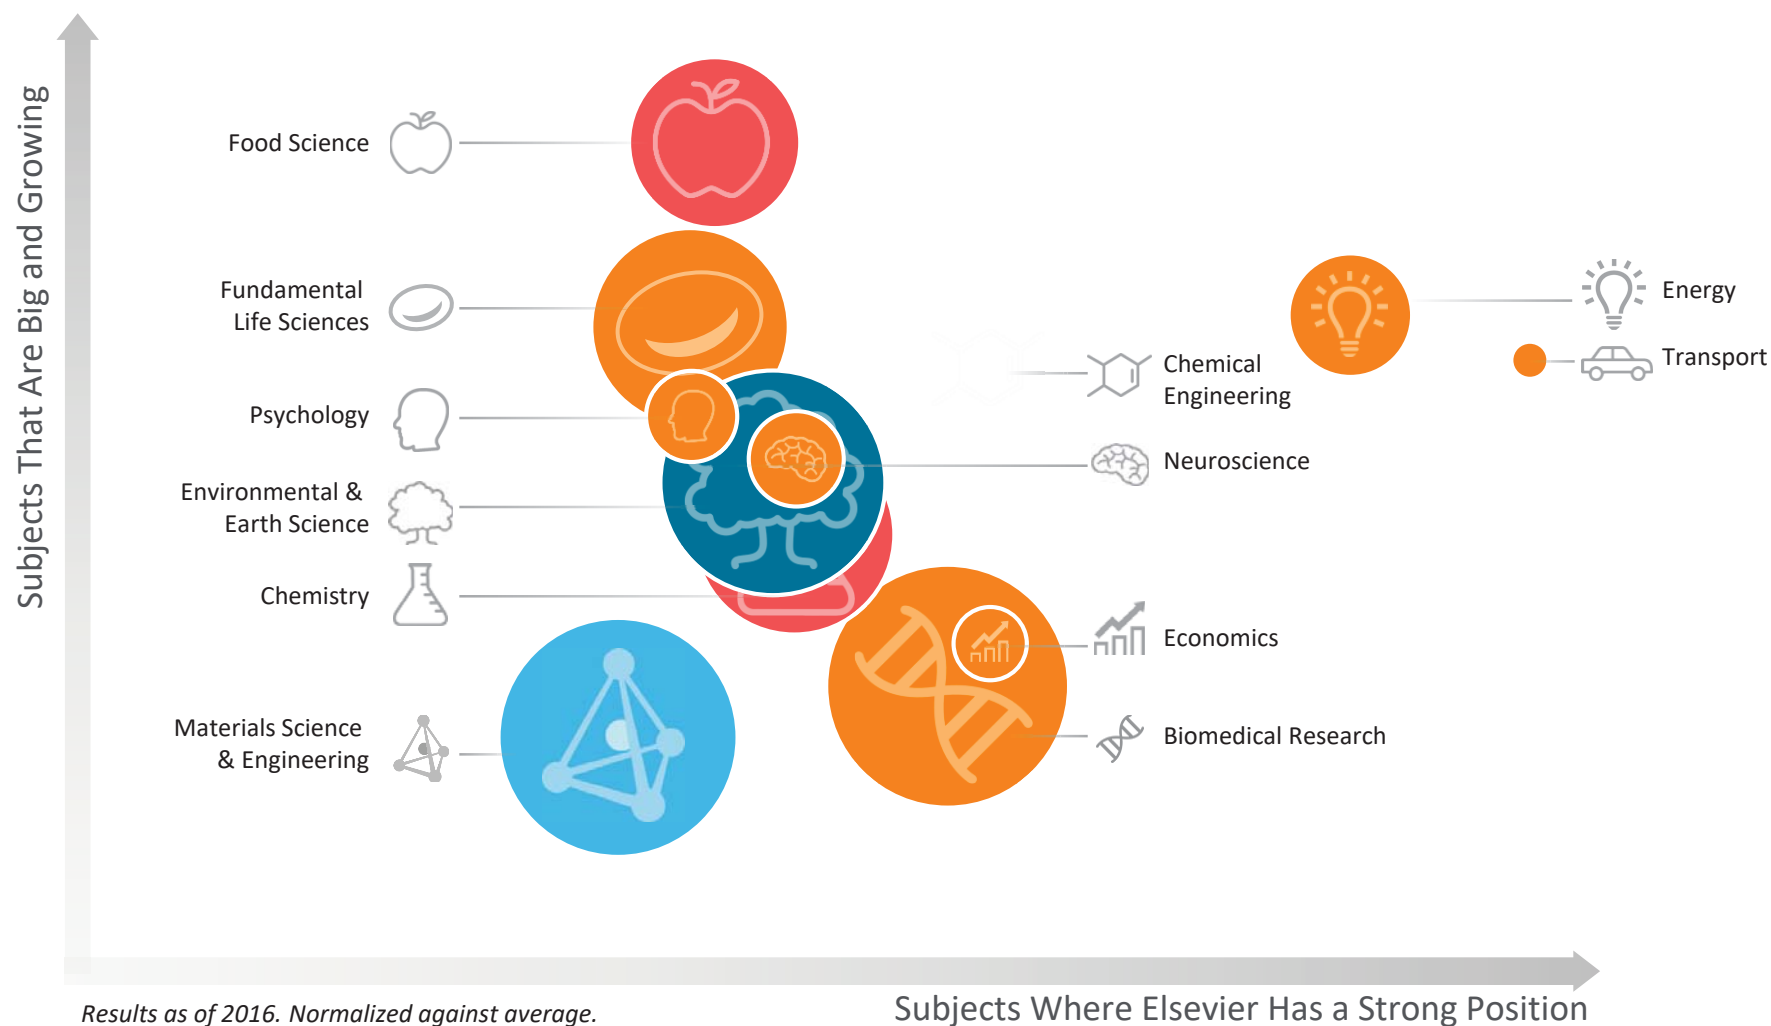 Subjects That Are Big and Growing
Food Science
Fundamental
Life Sciences
Psychology
Environmental &
Earth Science
Chemistry
Materials Science
& Engineering
Chemical
Engineering
Neuroscience
Economics
Biomedical Research
Energy
Transport
Results as of 2016. Normalized against average.
Subjects Where Elsevier Has a Strong Position